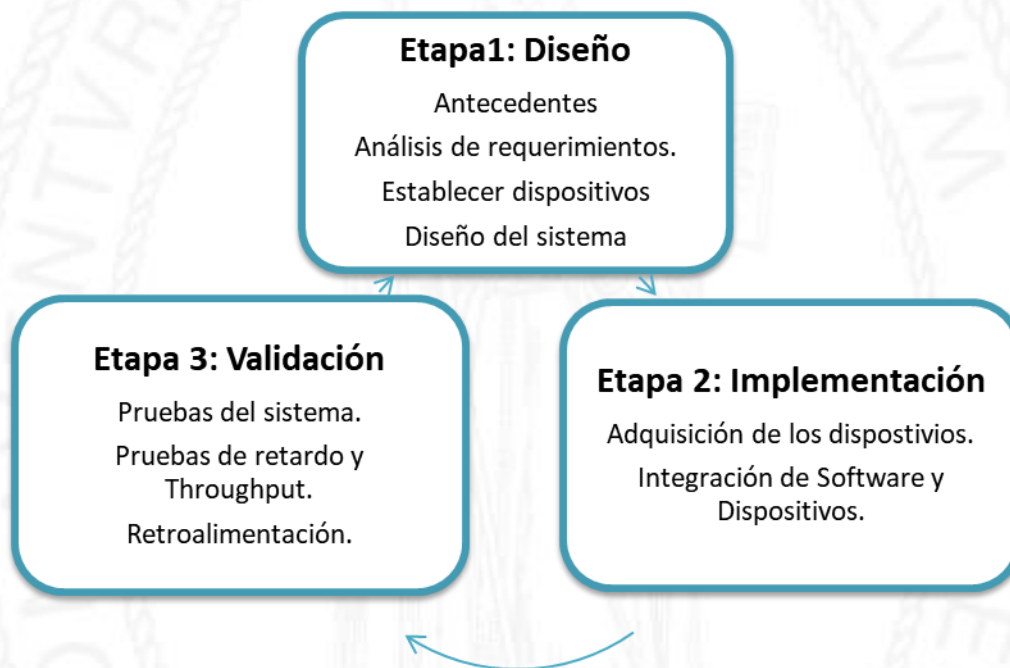 Etapa1: Diseño
Antecedentes
Análisis de requerimientos.
Establecer dispositivos
Diseño del sistema
Etapa 2: Implementación
Adquisición de los dispostivios.
Integración de Software y
Dispositivos.
Etapa 3: Validación
Pruebas del sistema.
Pruebas de retardo y
Throughput.
Retroalimentación.